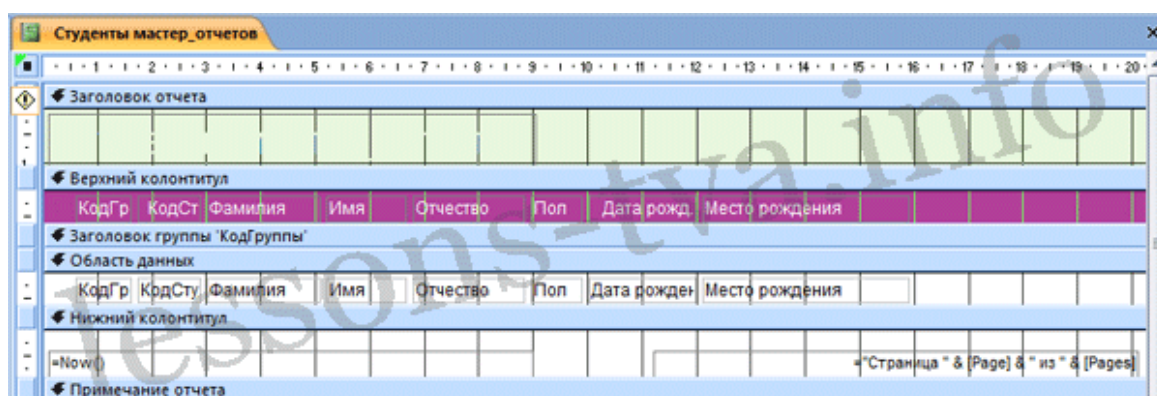 Студенты мастер_отчетов
1 2 3 4 5 6 7 8 9 10 11 12 13 14 15 16 17 18 19 20
Заголовок отчета
1
Верхний колонтитул
КодГр КодСт Фамилия Имя Отчество Пол Дата рожд. Место рождения
Заголовок группы 'КодГруппы'
Область данных
КодГр КодСту Фамилия Имя Отчество Пол Дата рожден Место рождения
Нижний колонтитул
=Now() ="Страница " & [Page] & " из " & [Pages]
Примечание отчета
lessons-tva.info